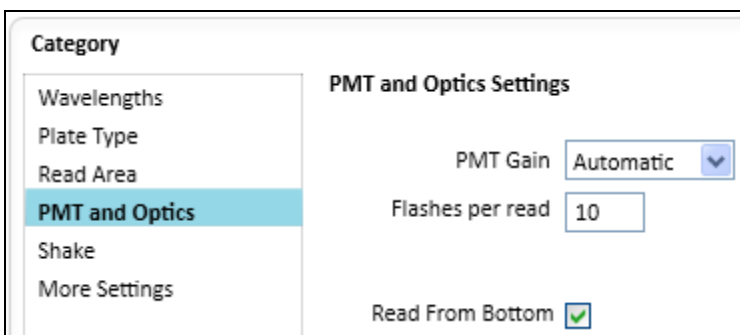 Category
Wavelengths
Plate Type
Read Area
PMT and Optics
Shake
More Settings
PMT and Optics Settings
PMT Gain Automatic
Flashes per read 10
Read From Bottom